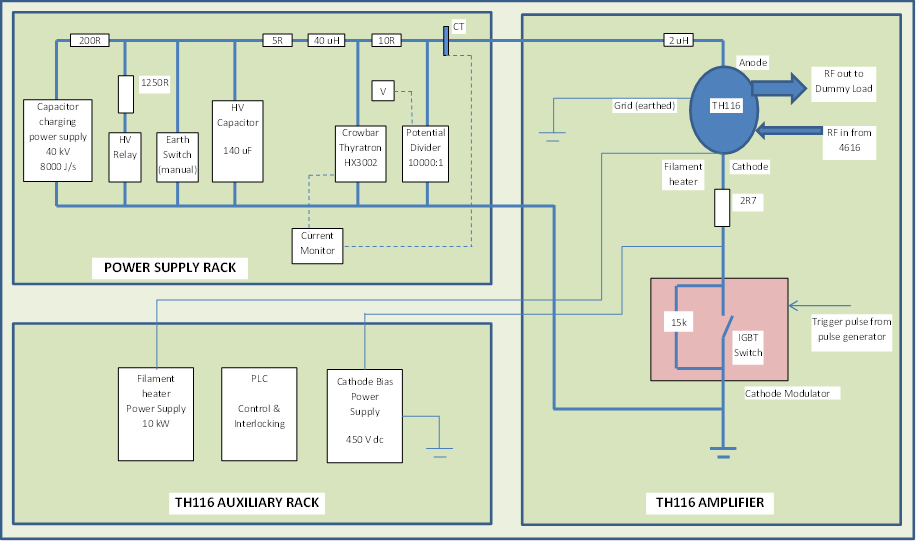 200R
5R
40 uH
10R
CT
2 uH
1250R
V
Capacitor
charging
power supply
40 kV
8000 J/s
HV
Relay
Earth
Switch
(manual)
HV
Capacitor
140 uF
Crowbar
Thyratron
HX3002
Potential
Divider
10000:1
Current
Monitor
POWER SUPPLY RACK
Anode
RF out to
Dummy Load
Grid (earthed)
TH116
RF in from
4616
Filament
heater
Cathode
2R7
15k
IGBT
Switch
Trigger pulse from
pulse generator
Cathode Modulator
Filament
heater
Power Supply
10 kW
PLC
Control &
Interlocking
Cathode Bias
Power
Supply
450 V dc
TH116 AUXILIARY RACK
TH116 AMPLIFIER